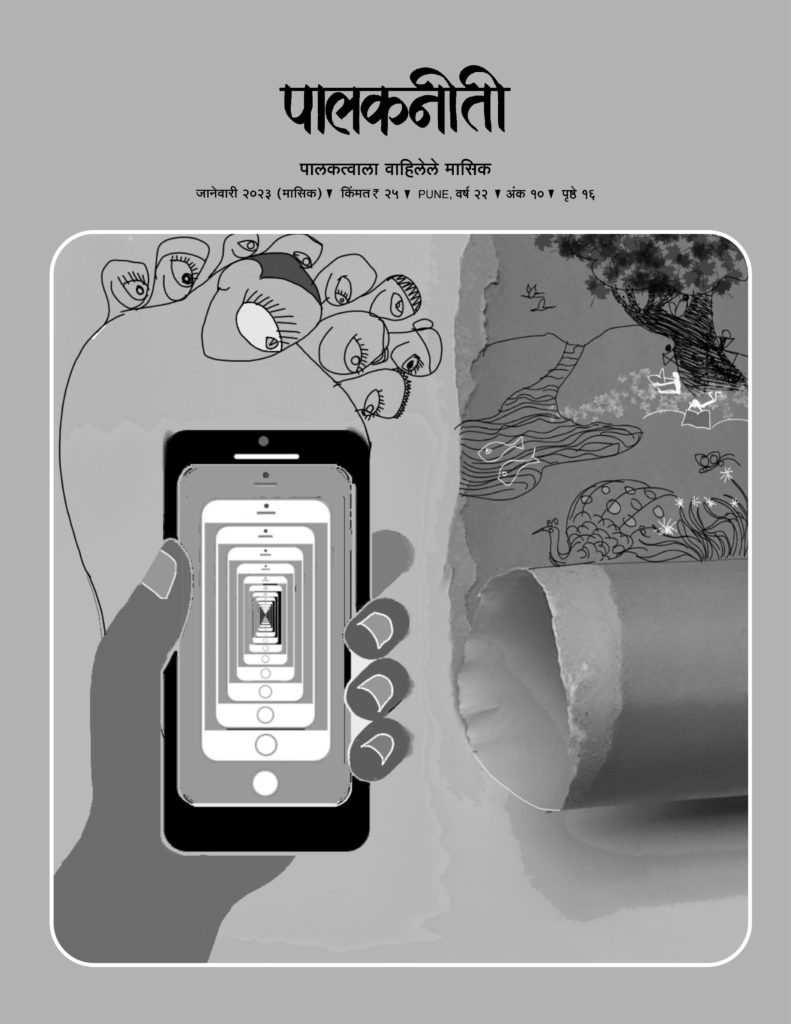 पालकनीती
पालकत्वाला वाहिलेले मासिक
जानेवारी २०२३ (मासिक) ▼ किंमत ₹ २५ ▼ PUNE, वर्ष २२ ▼ अंक १० ▼ पृष्ठे १६